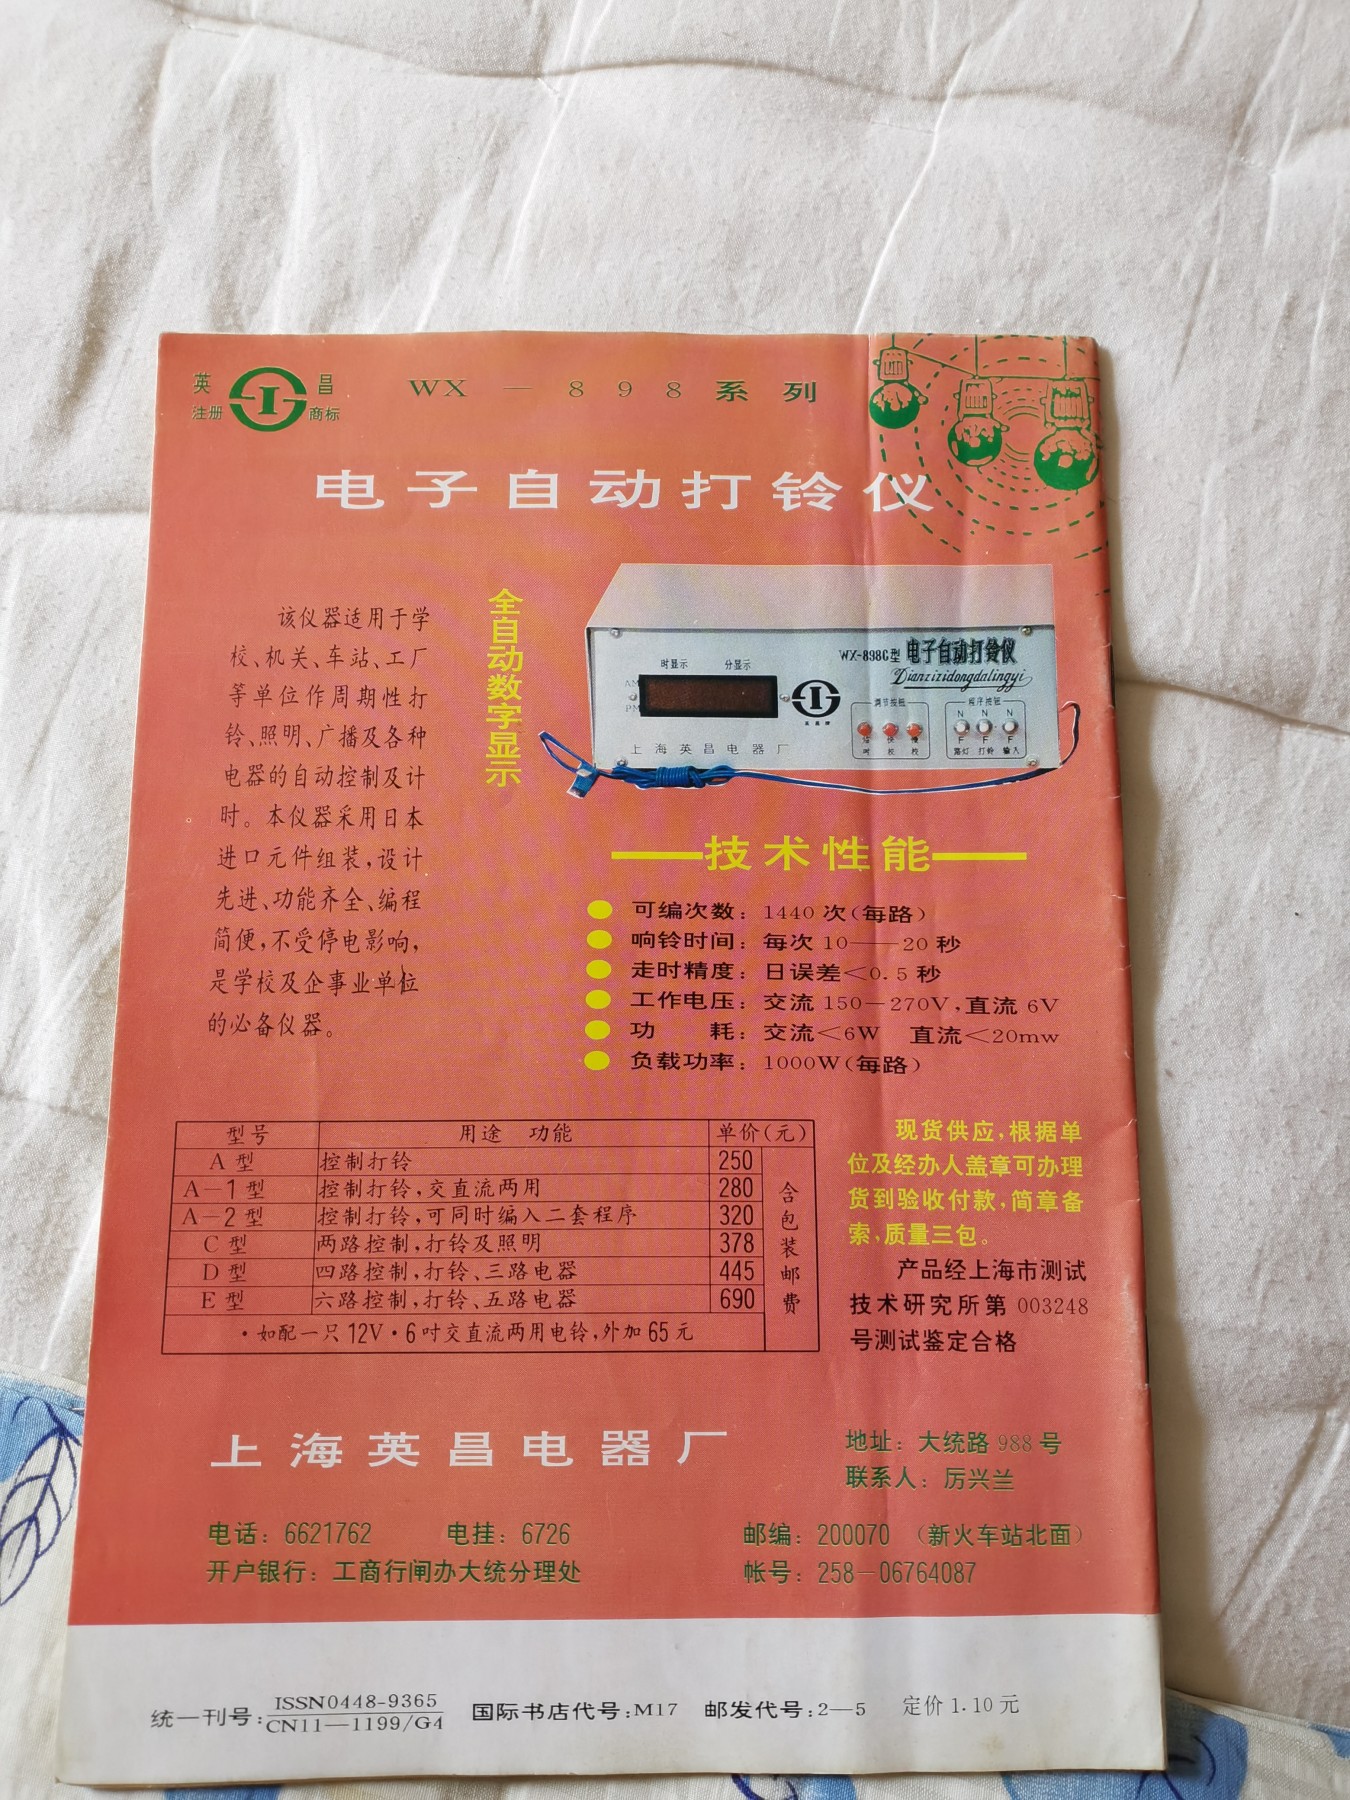 英 昌
注册 商标
WX—898系列
电子自动打铃仪
全自动数字显示
该仪器适用于学
校、机关、车站、工厂
等单位作周期性打
铃、照明、广播及各种
电器的自动控制及计
时。本仪器采用日本
进口元件组装,设计
先进、功能齐全、编程
简便,不受停电影响,
是学校及企事业单位
的必备仪器。
WX-898C型 电子自动打铃仪
Dianzizidongdalingyi
时显示 分显示
AM
PM
调节按钮 程序按钮
N N N
F F F
时 校 校 路灯 打铃 输入
上海英昌电器厂
技术性能
可编次数: 1440次(每路)
响铃时间: 每次10——20秒
走时精度: 日误差<0.5秒
工作电压: 交流150—270V,直流6V
功 耗: 交流<6W 直流<20mw
负载功率: 1000W(每路)
型号 用途 功能 单价(元)
A型 控制打铃 250
A—1型 控制打铃,交直流两用 280
A—2型 控制打铃,可同时编入二套程序 320
C型 两路控制,打铃及照明 378
D型 四路控制,打铃、三路电器 445
E型 六路控制,打铃、五路电器 690
·如配一只12V·6吋交直流两用电铃,外加65元
含包装邮费
现货供应,根据单
位及经办人盖章可办理
货到验收付款,简章备
索,质量三包。
产品经上海市测试
技术研究所第003248
号测试鉴定合格
上海英昌电器厂
地址: 大统路988号
联系人: 厉兴兰
电话: 6621762 电挂: 6726 邮编: 200070 (新火车站北面)
开户银行: 工商行闸办大统分理处 帐号: 258—06764087
统一刊号: ISSN0448-9365
CN11—1199/G4 国际书店代号:M17 邮发代号:2—5 定价1.10元